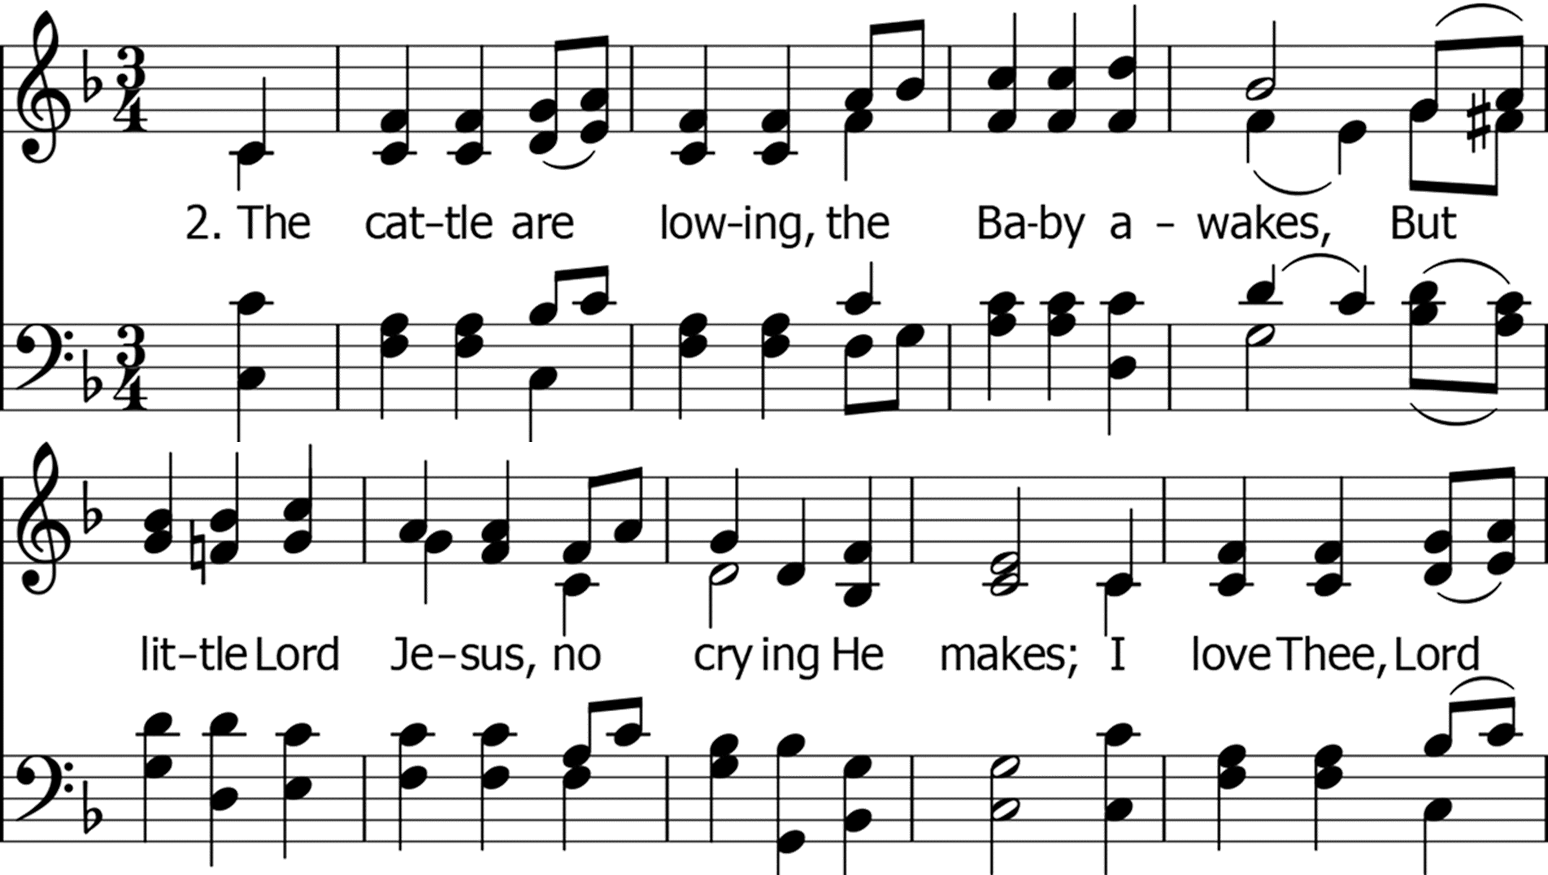 2. The cat–tle are low–ing, the Ba-by a – wakes, But
lit–tle Lord Je–sus, no cry ing He makes; I love Thee, Lord